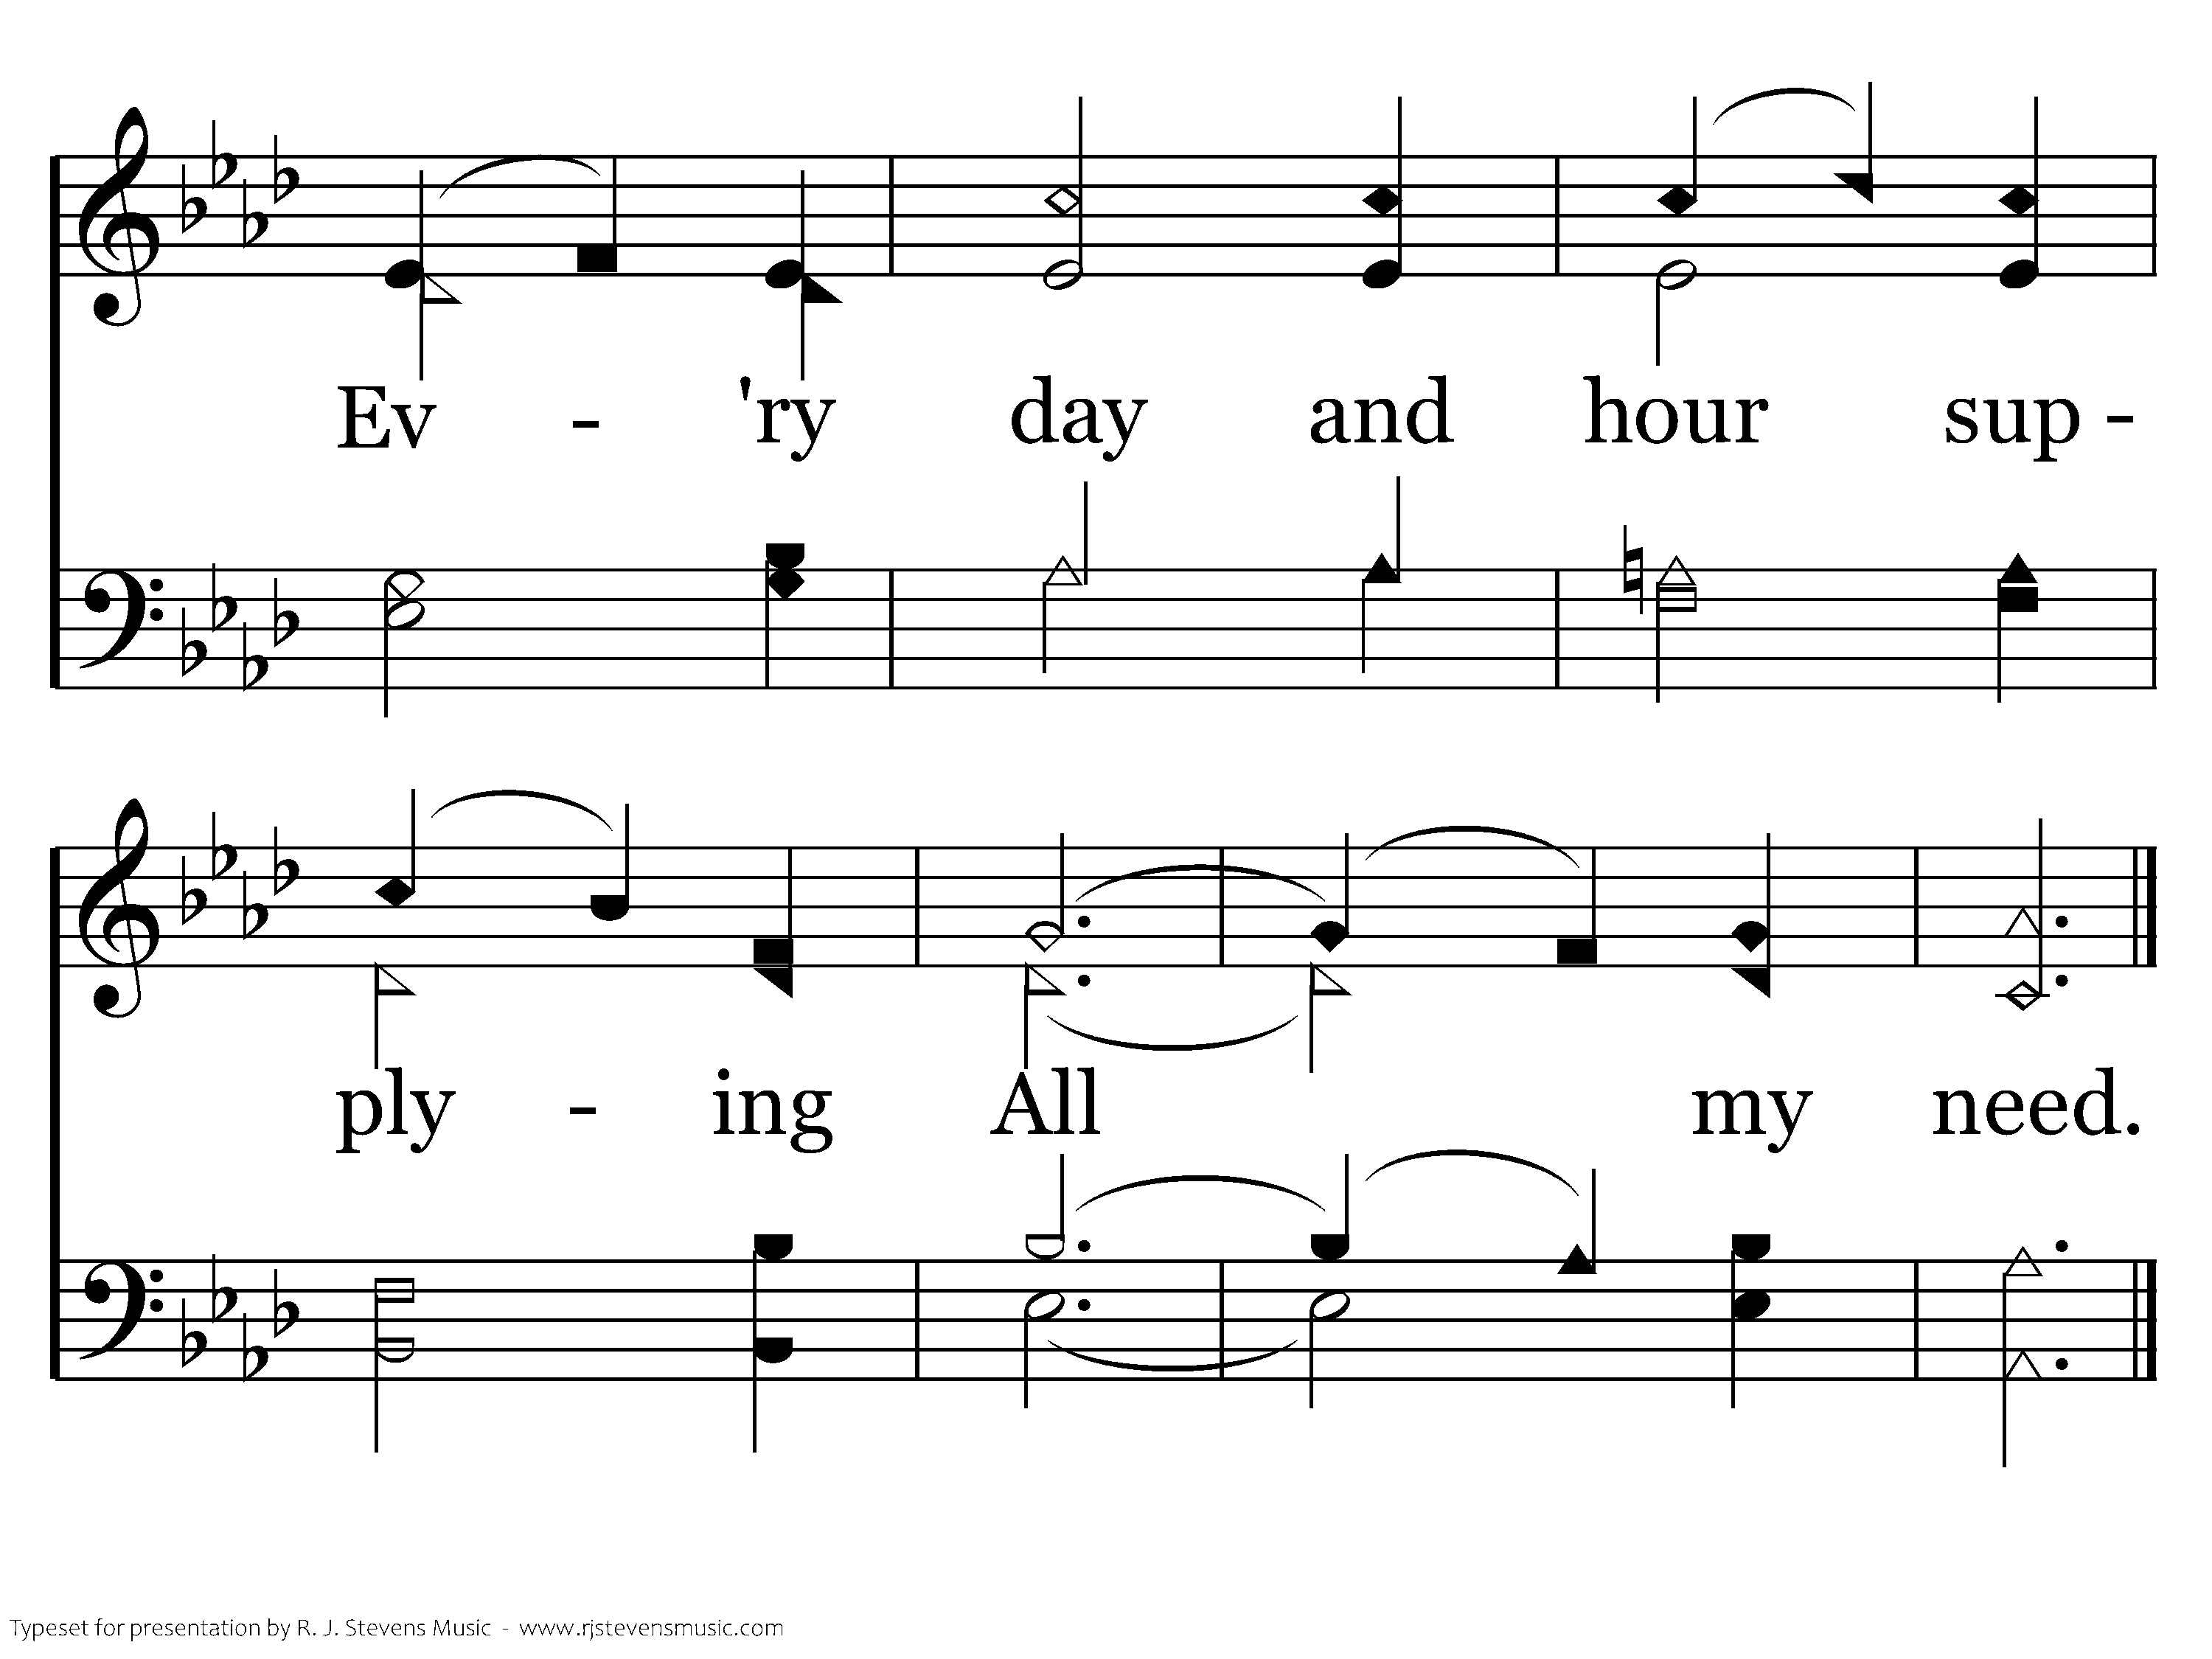 Ev - 'ry day and hour sup -
ply - ing All my need.
Typeset for presentation by R. J. Stevens Music - www.rjstevensmusic.com